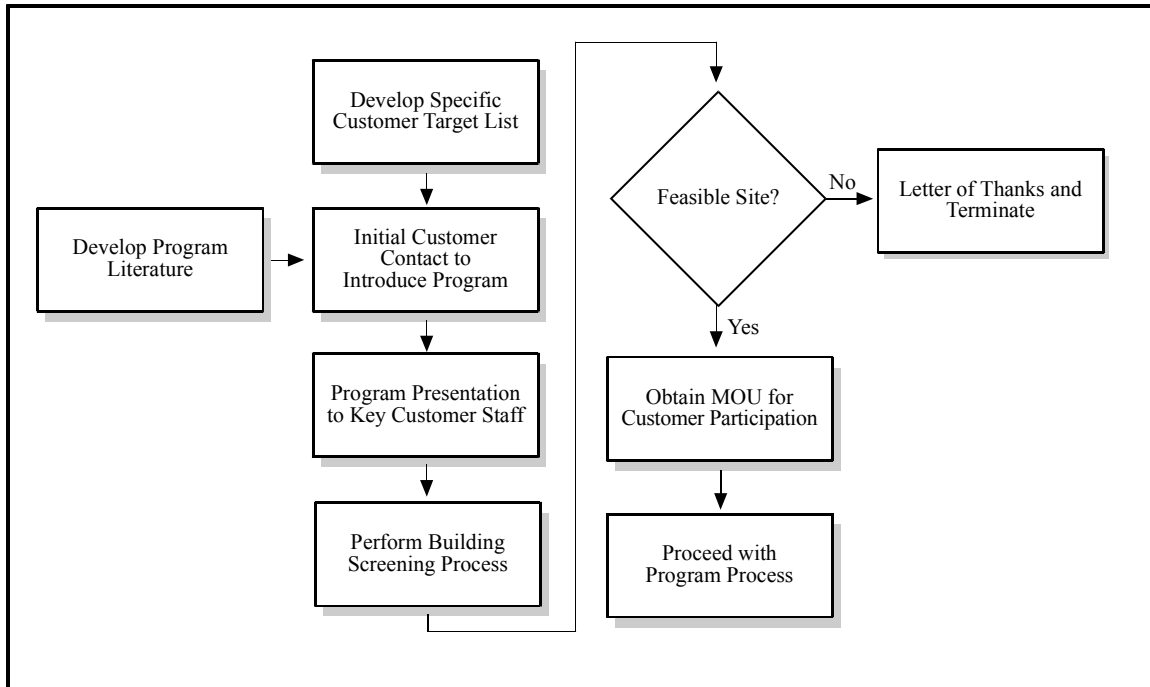 Develop Specific
Customer Target List
Develop Program
Literature
Initial Customer
Contact to
Introduce Program
Program Presentation
to Key Customer Staff
Perform Building
Screening Process
Feasible Site?
No
Letter of Thanks and
Terminate
Yes
Obtain MOU for
Customer Participation
Proceed with
Program Process